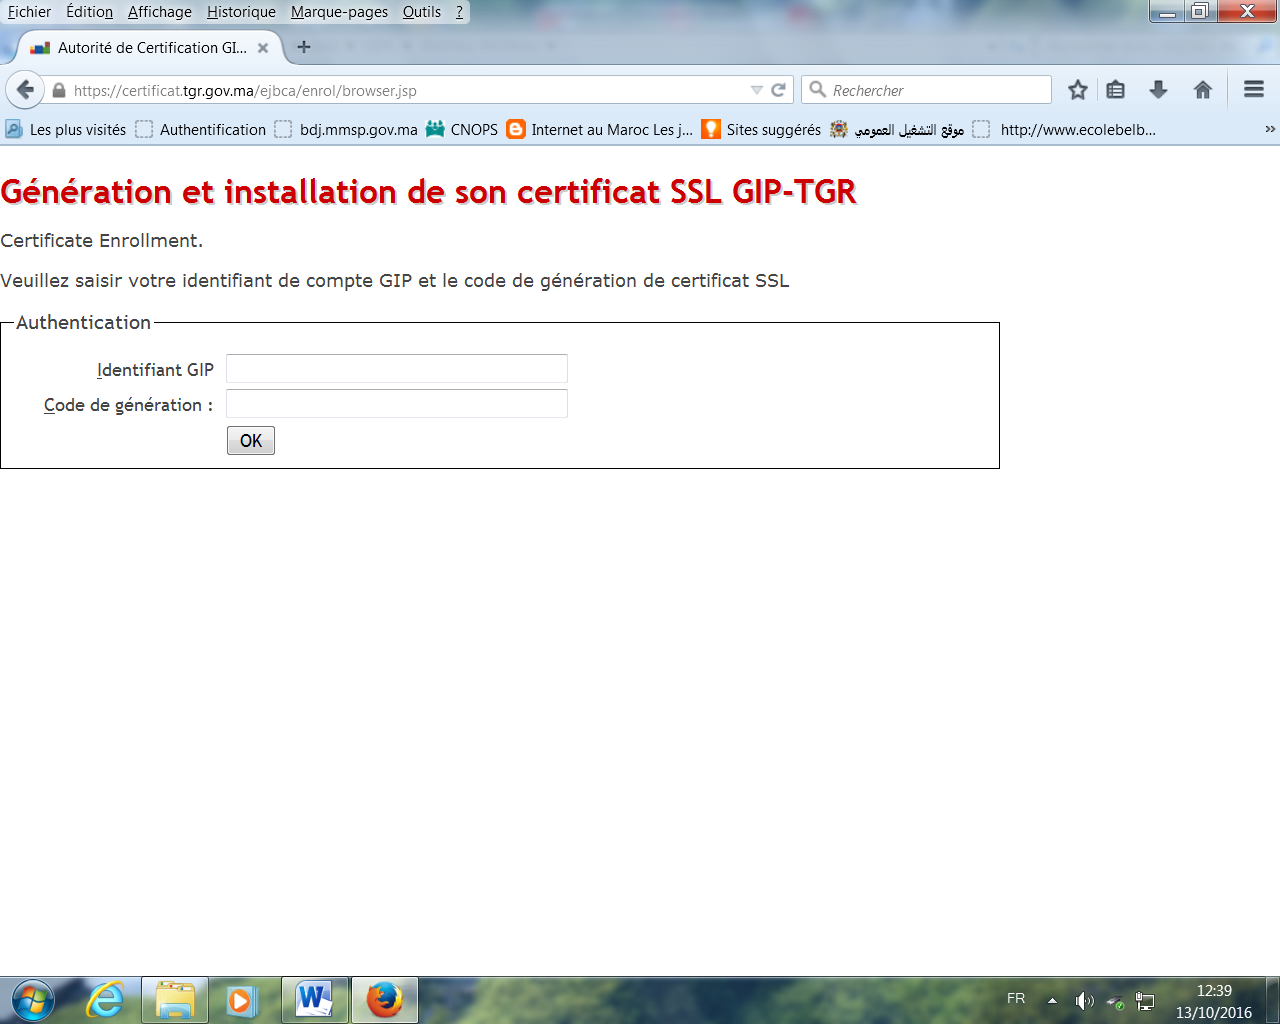 Fichier Édition Affichage Historique Marque-pages Outils ?
Autorité de Certification GI...
https://certificat.tgr.gov.ma/ejbca/enrol/browser.jsp Rechercher
Les plus visités Authentification bdj.mmsp.gov.ma CNOPS Internet au Maroc Les j... Sites suggérés موقع التشغيل العمومي http://www.ecolebelb...
Génération et installation de son certificat SSL GIP-TGR
Certificate Enrollment.
Veuillez saisir votre identifiant de compte GIP et le code de génération de certificat SSL
Authentication
Identifiant GIP
Code de génération :
OK
FR
12:39
13/10/2016